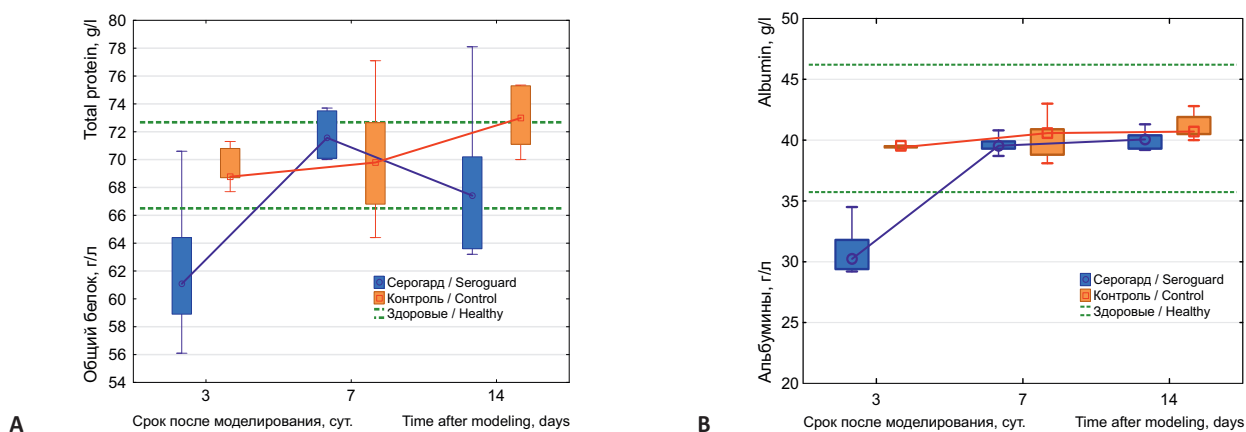 Общий белок, г/л Total protein, g/l
80
78
76
74
72
70
68
66
64
62
60
58
56
54
Серогард / Seroguard
Контроль / Control
Здоровые / Healthy
3 7 14
A Срок после моделирования, сут. Time after modeling, days
Альбумины, г/л Albumin, g/l
50
45
40
35
30
25
20
Серогард / Seroguard
Контроль / Control
Здоровые / Healthy
3 7 14
B Срок после моделирования, сут. Time after modeling, days